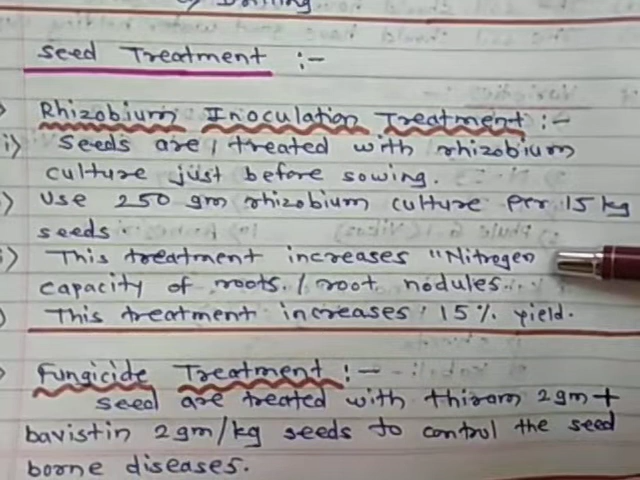 Drilling
Seed Treatment :-
Rhizobium Inoculation Treatment :-
i) Seeds are treated with rhizobium
culture just before sowing.
Use 250 gm rhizobium culture per 15 kg
seeds.
This treatment increases "Nitrogen
capacity of roots / root nodules..
This treatment increases 15% yield.
Fungicide Treatment :-
seed are treated with thiram 2gm +
bavistin 2gm/kg seeds to control the seed
borne diseases.